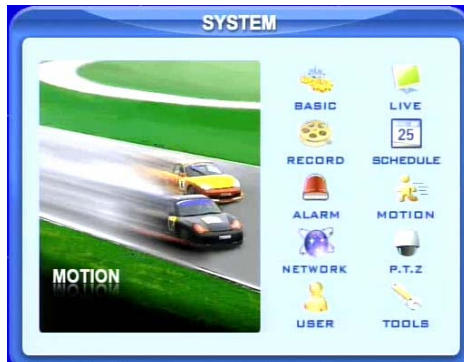 SYSTEM
BASIC
LIVE
25
RECORD
SCHEDULE
ALARM
MOTION
MOTION
NETWORK
P.T.Z
USER
TOOLS